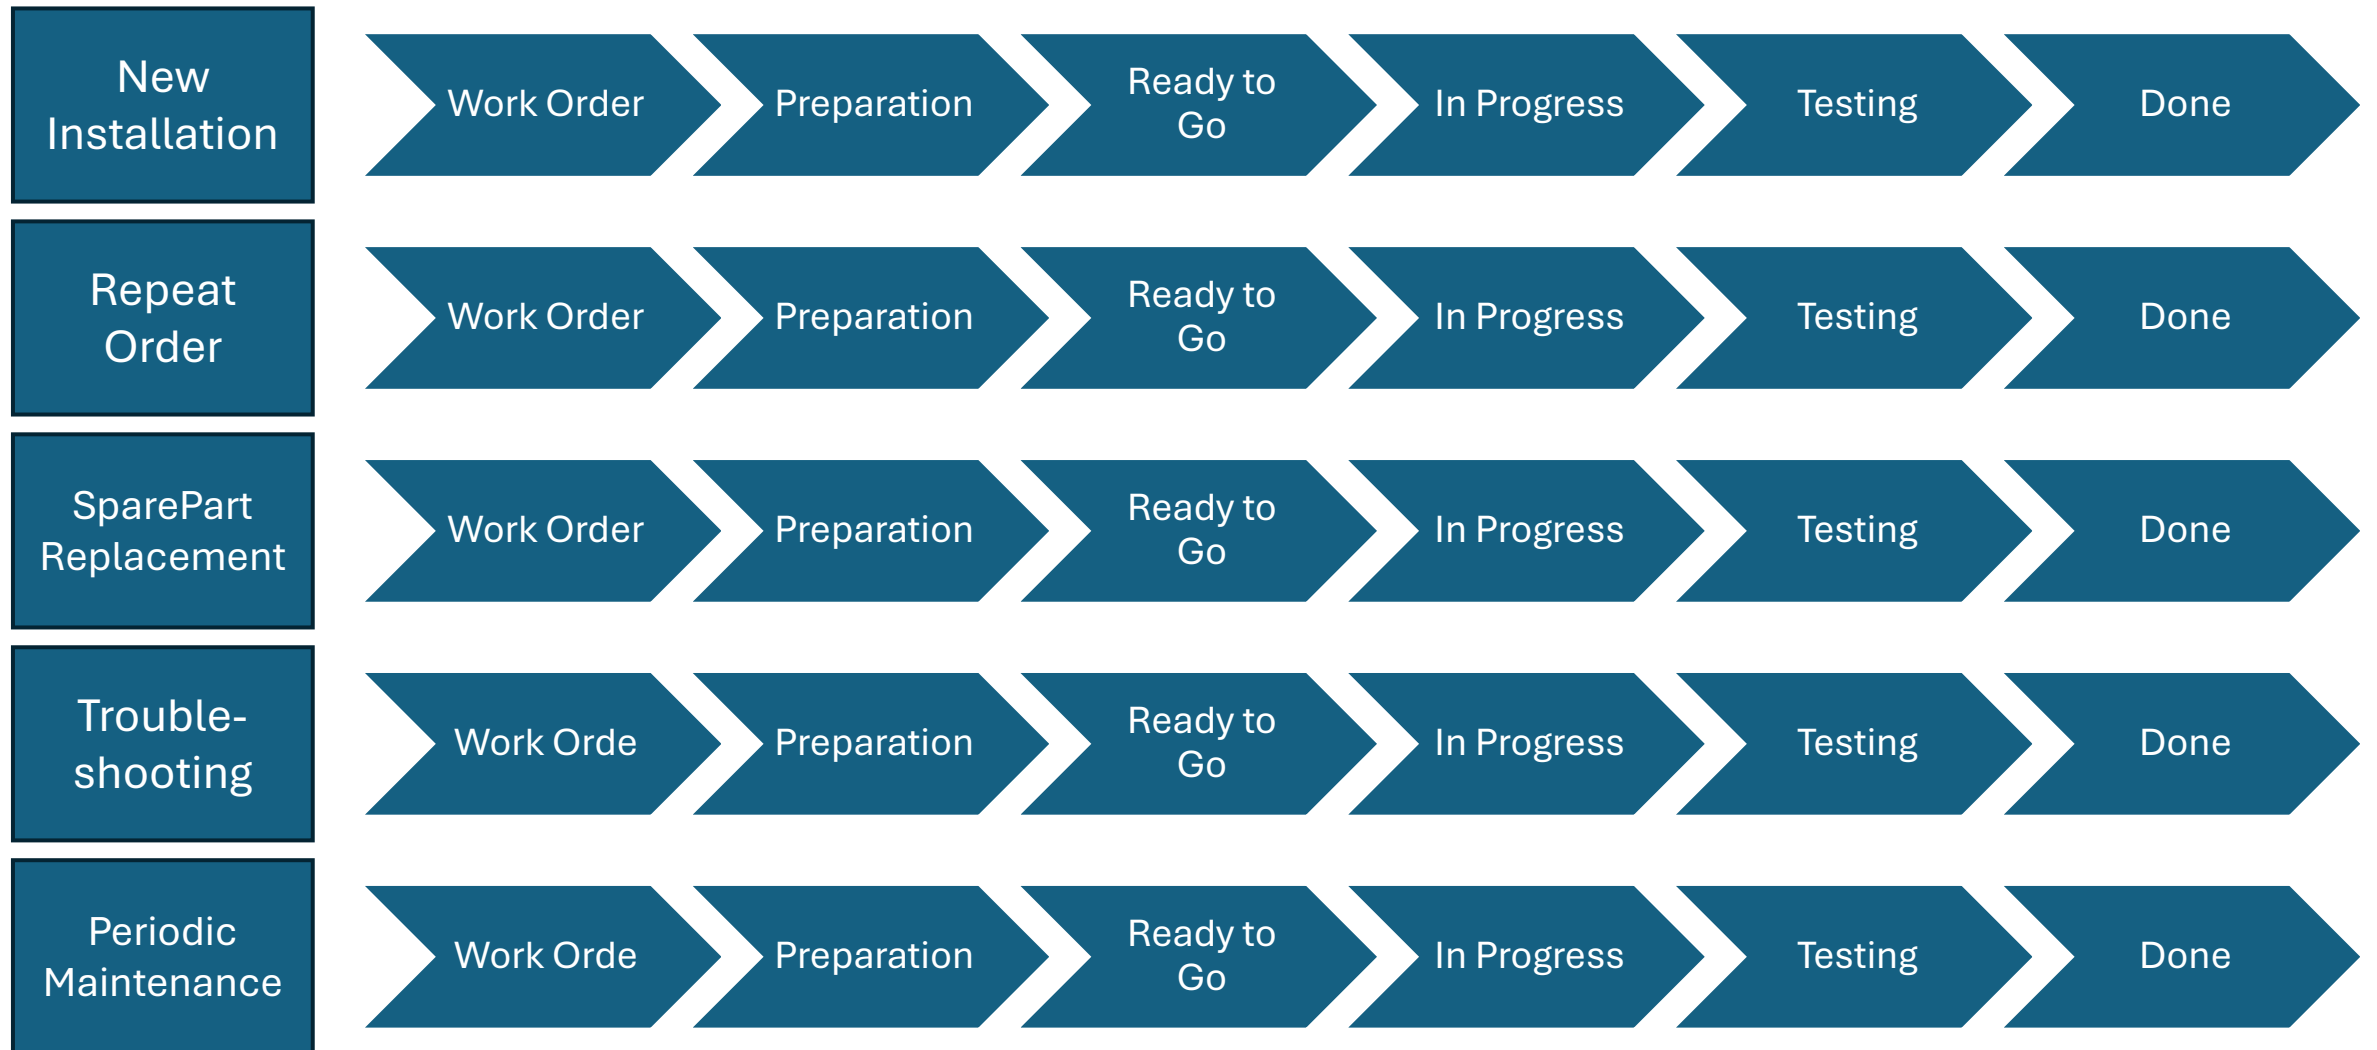 New
Installation
Work Order
Preparation
Ready to
Go
In Progress
Testing
Done
Repeat
Order
Work Order
Preparation
Ready to
Go
In Progress
Testing
Done
SparePart
Replacement
Work Order
Preparation
Ready to
Go
In Progress
Testing
Done
Trouble-
shooting
Work Orde
Preparation
Ready to
Go
In Progress
Testing
Done
Periodic
Maintenance
Work Orde
Preparation
Ready to
Go
In Progress
Testing
Done